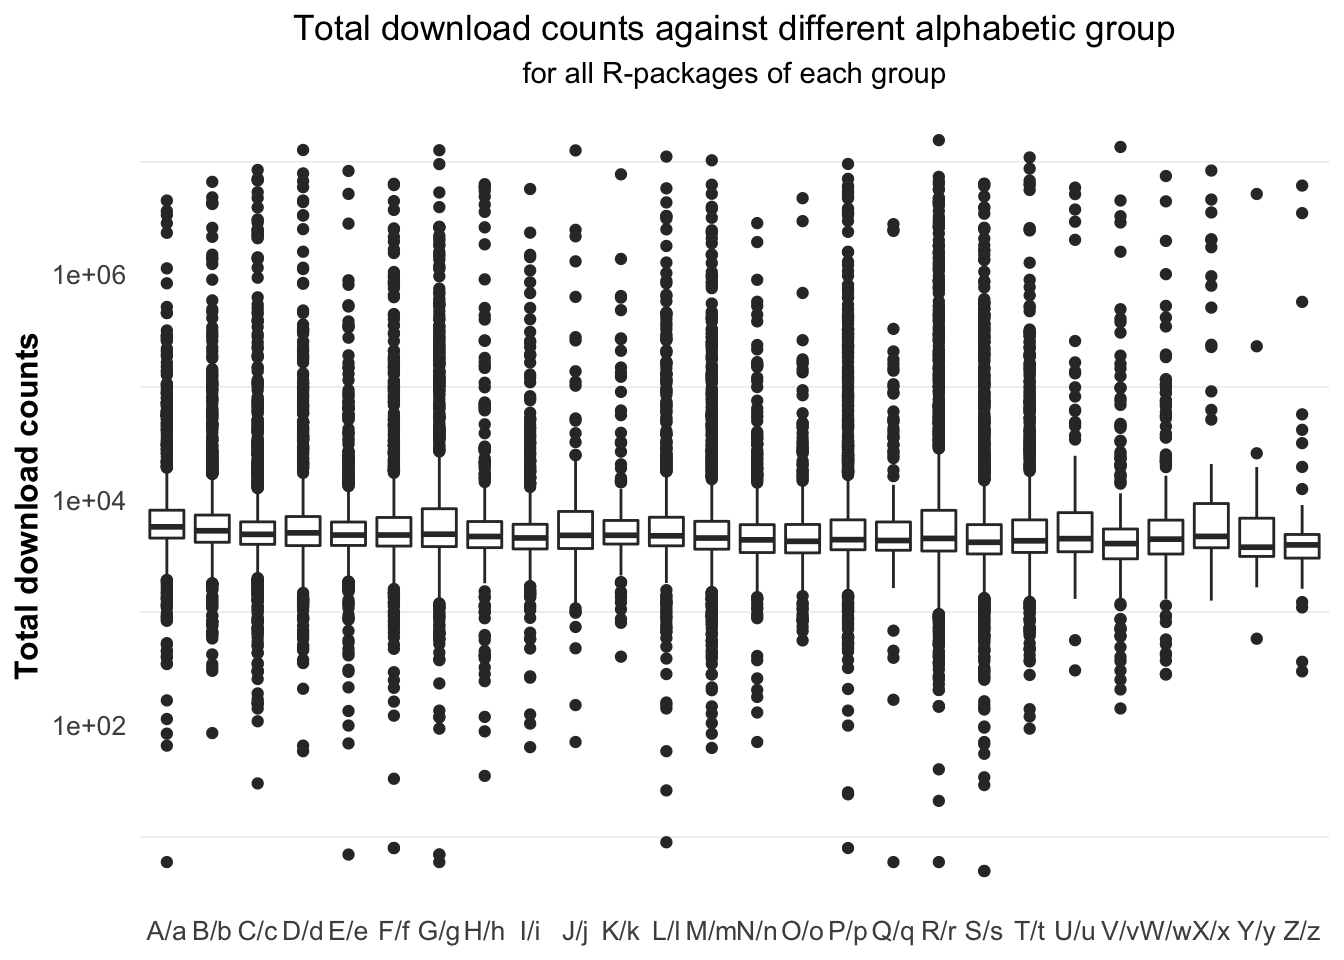 Total download counts against different alphabetic group
for all R-packages of each group
Total download counts
1e+06
1e+04
1e+02
A/a B/b C/c D/d E/e F/f G/g H/h I/i J/j K/k L/l M/m N/n O/o P/p Q/q R/r S/s T/t U/u V/v W/w X/x Y/y Z/z